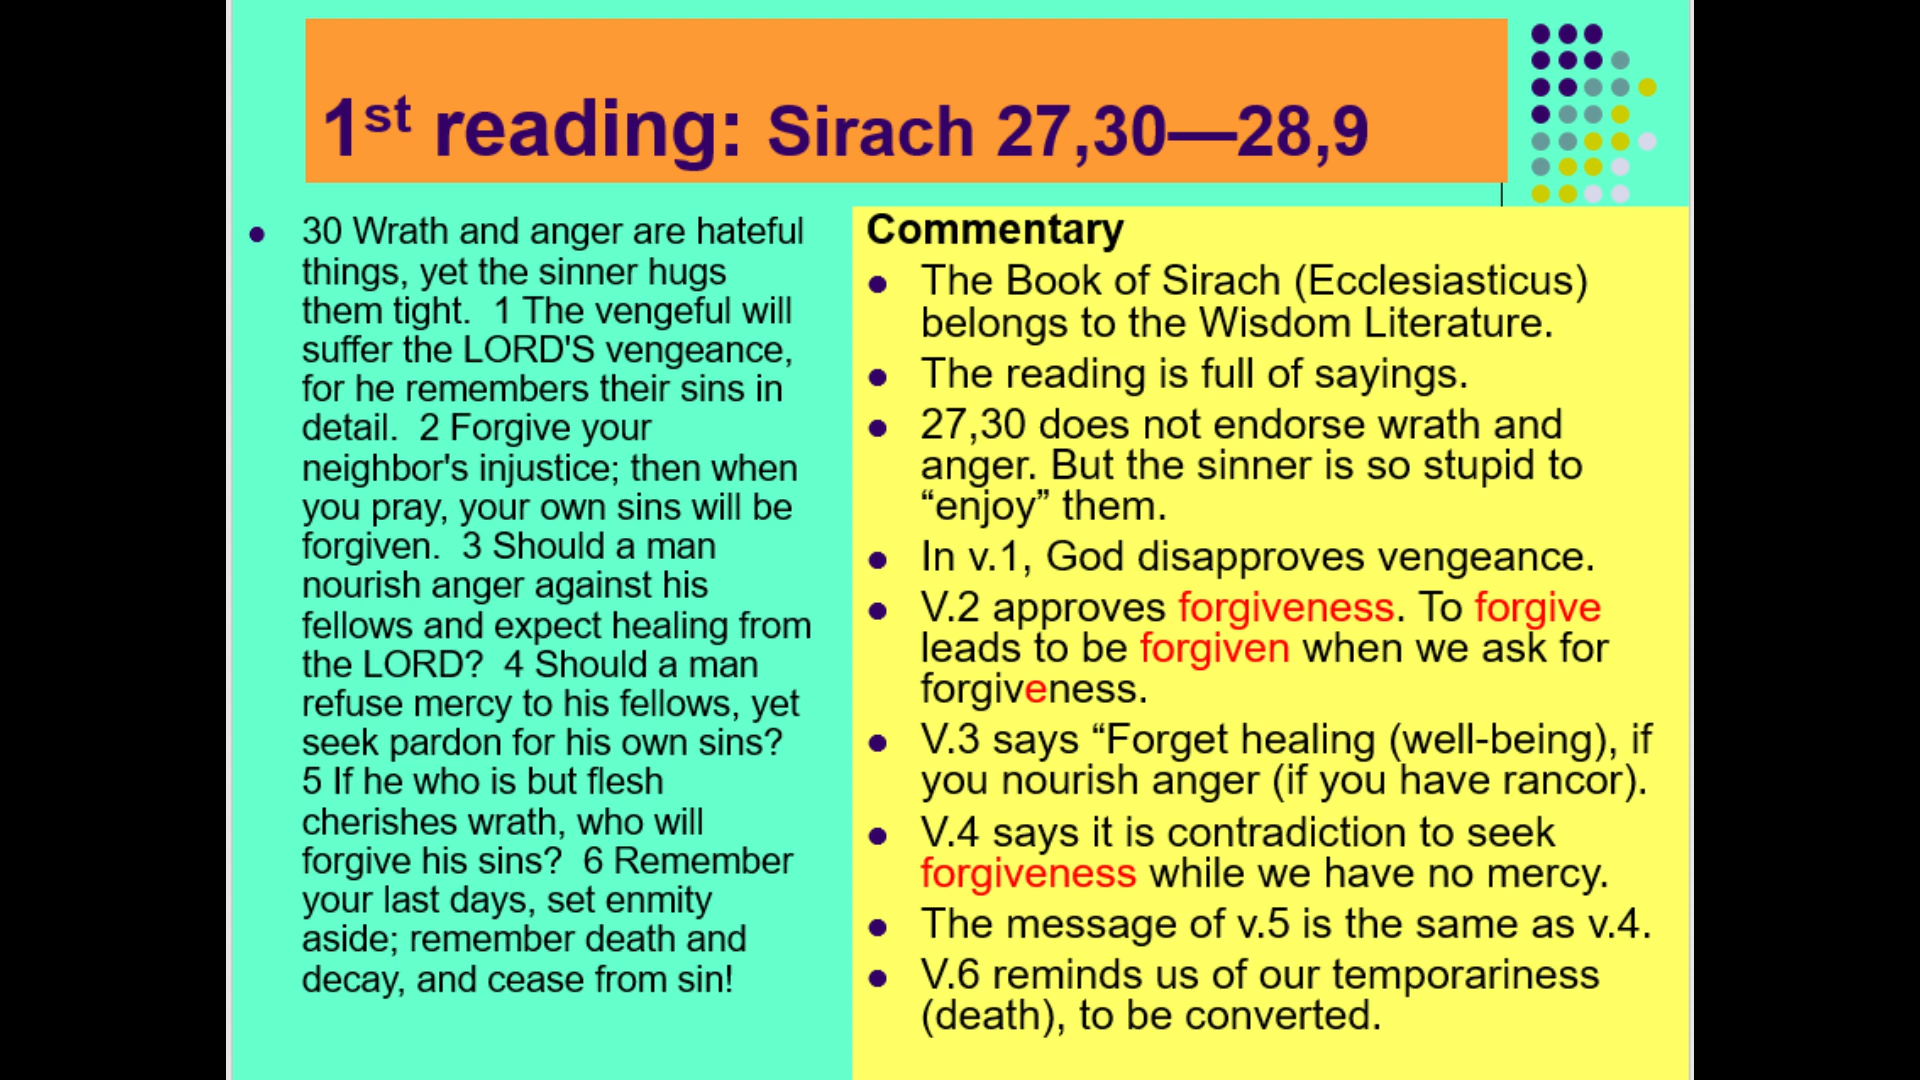 1st reading: Sirach 27,30—28,9
30 Wrath and anger are hateful
things, yet the sinner hugs
them tight.  1 The vengeful will
suffer the LORD'S vengeance,
for he remembers their sins in
detail.  2 Forgive your
neighbor's injustice; then when
you pray, your own sins will be
forgiven.  3 Should a man
nourish anger against his
fellows and expect healing from
the LORD?  4 Should a man
refuse mercy to his fellows, yet
seek pardon for his own sins?
5 If he who is but flesh
cherishes wrath, who will
forgive his sins?  6 Remember
your last days, set enmity
aside; remember death and
decay, and cease from sin!
Commentary
The Book of Sirach (Ecclesiasticus)
belongs to the Wisdom Literature.
The reading is full of sayings.
27,30 does not endorse wrath and
anger. But the sinner is so stupid to
“enjoy” them.
In v.1, God disapproves vengeance.
V.2 approves forgiveness. To forgive
leads to be forgiven when we ask for
forgiveness.
V.3 says “Forget healing (well-being), if
you nourish anger (if you have rancor).
V.4 says it is contradiction to seek
forgiveness while we have no mercy.
The message of v.5 is the same as v.4.
V.6 reminds us of our temporariness
(death), to be converted.